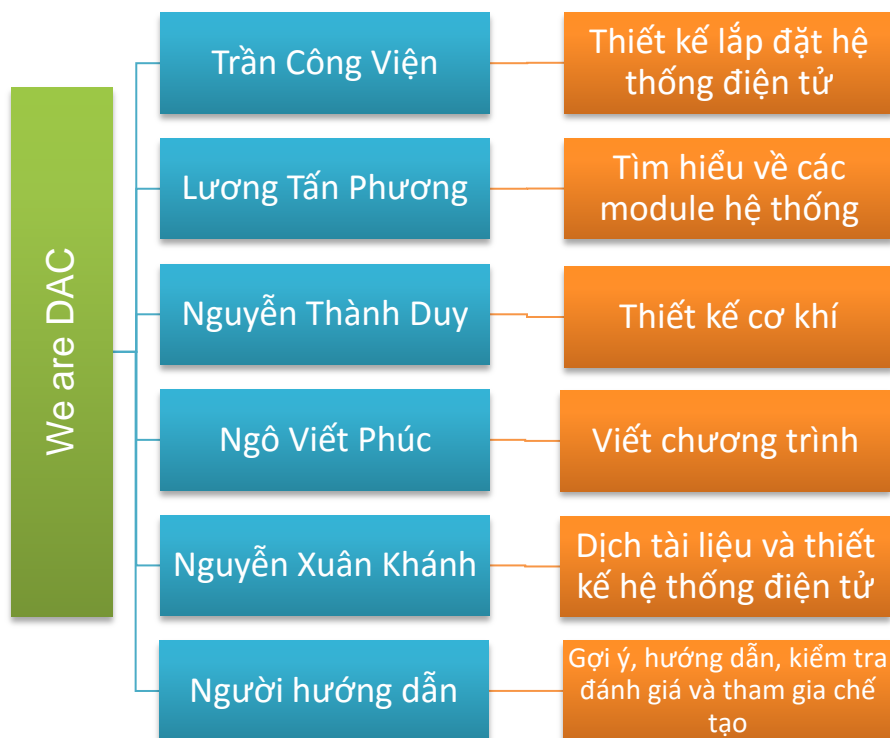 We are DAC
Trần Công Viện
Thiết kế lắp đặt hệ
thống điện tử
Lương Tấn Phương
Tìm hiểu về các
module hệ thống
Nguyễn Thành Duy
Thiết kế cơ khí
Ngô Viết Phúc
Viết chương trình
Nguyễn Xuân Khánh
Dịch tài liệu và thiết
kế hệ thống điện tử
Người hướng dẫn
Gợi ý, hướng dẫn, kiểm tra
đánh giá và tham gia chế
tạo